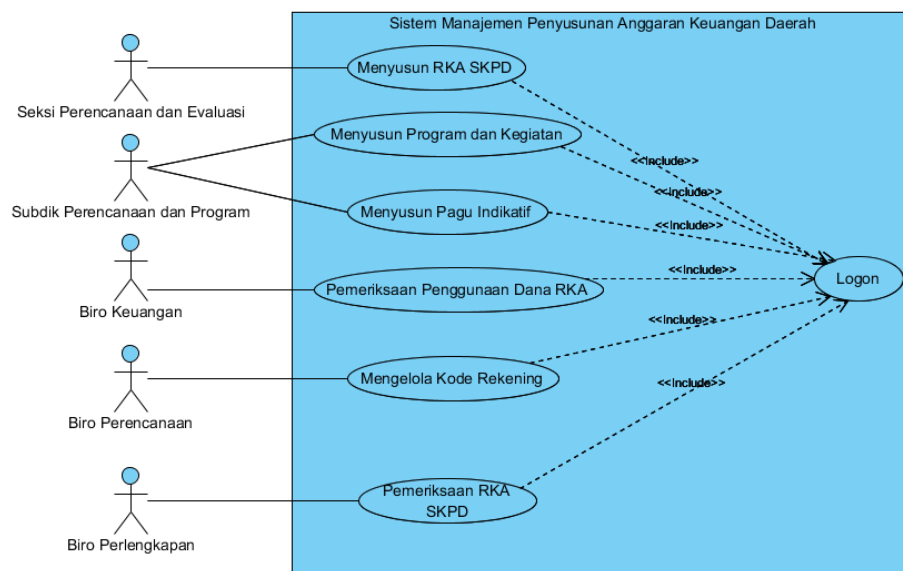 Sistem Manajemen Penyusunan Anggaran Keuangan Daerah
Menyusun RKA SKPD
Seksi Perencanaan dan Evaluasi
Menyusun Program dan Kegiatan
<<Include>>
<<Include>>
Subdik Perencanaan dan Program
Menyusun Pagu Indikatif
<<Include>>
<<Include>>
Logon
Pemeriksaan Penggunaan Dana RKA
Biro Keuangan
<<Include>>
Mengelola Kode Rekening
<<Include>>
Biro Perencanaan
Pemeriksaan RKA
SKPD
Biro Perlengkapan